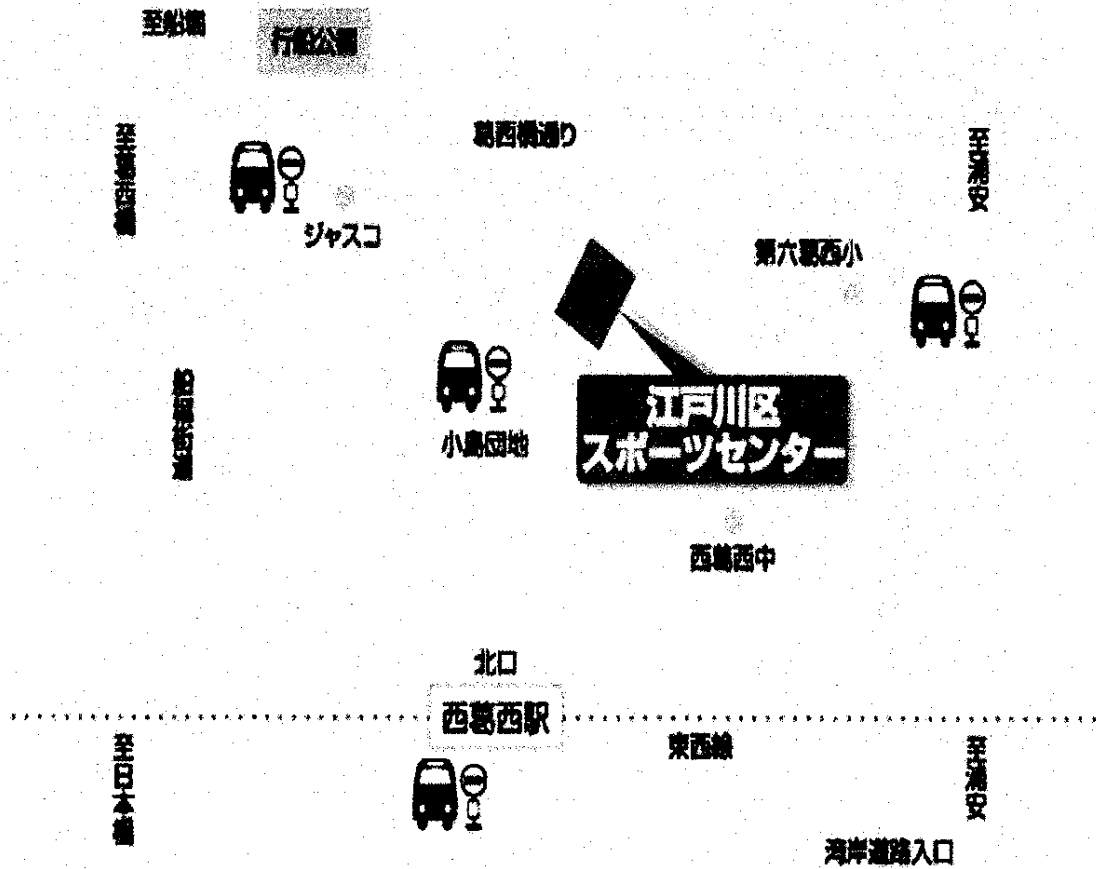 至船堀
行船公園
葛西橋通り
至葛西橋
至浦安
ジャスコ
第六葛西小
船堀街道
小島団地
江戸川区
スポーツセンター
西葛西中
北口
西葛西駅
東西線
至日本橋
至浦安
湾岸道路入口